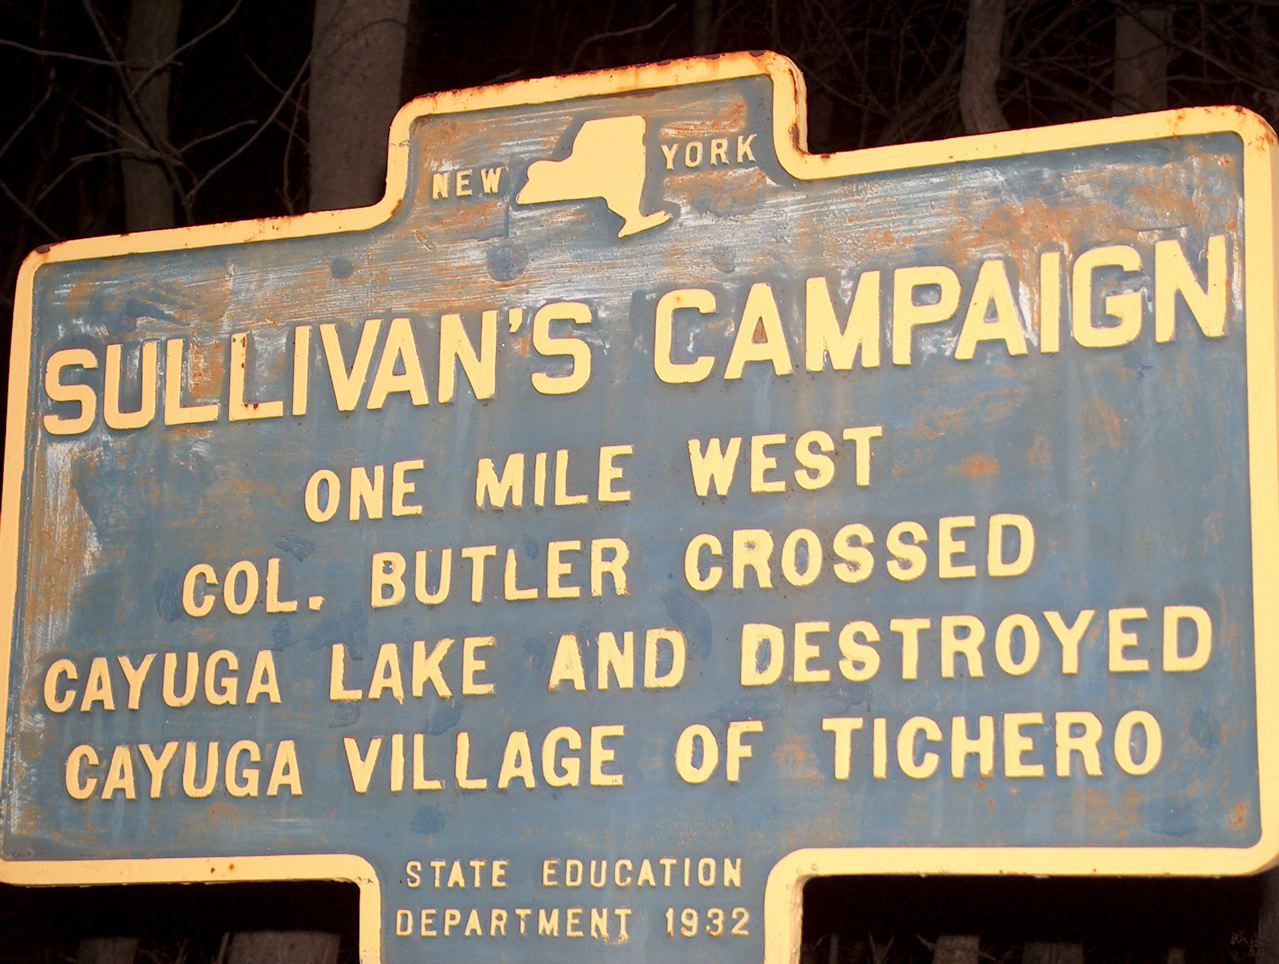 NEW YORK
SULLIVAN'S CAMPAIGN
ONE MILE WEST
COL. BUTLER CROSSED
CAYUGA LAKE AND DESTROYED
CAYUGA VILLAGE OF TICHERO
STATE EDUCATION
DEPARTMENT 1932